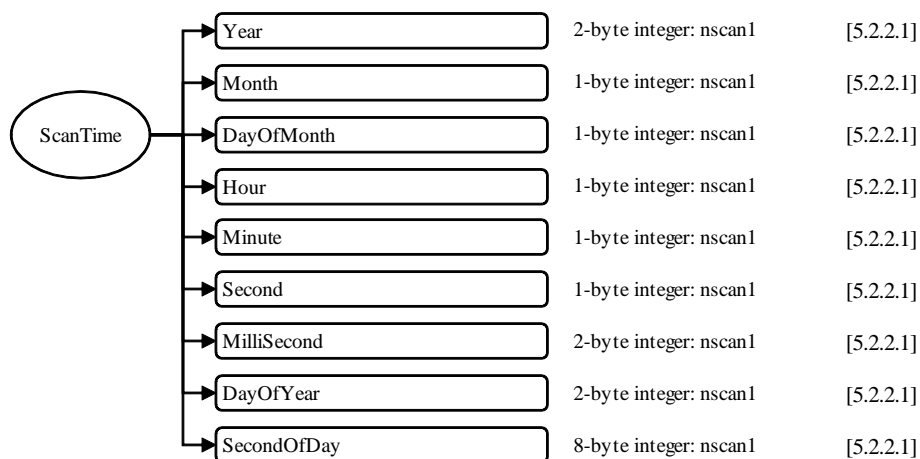 Year 2-byte integer: nscan1 [5.2.2.1]
Month 1-byte integer: nscan1 [5.2.2.1]
ScanTime DayOfMonth 1-byte integer: nscan1 [5.2.2.1]
Hour 1-byte integer: nscan1 [5.2.2.1]
Minute 1-byte integer: nscan1 [5.2.2.1]
Second 1-byte integer: nscan1 [5.2.2.1]
MilliSecond 2-byte integer: nscan1 [5.2.2.1]
DayOfYear 2-byte integer: nscan1 [5.2.2.1]
SecondOfDay 8-byte integer: nscan1 [5.2.2.1]